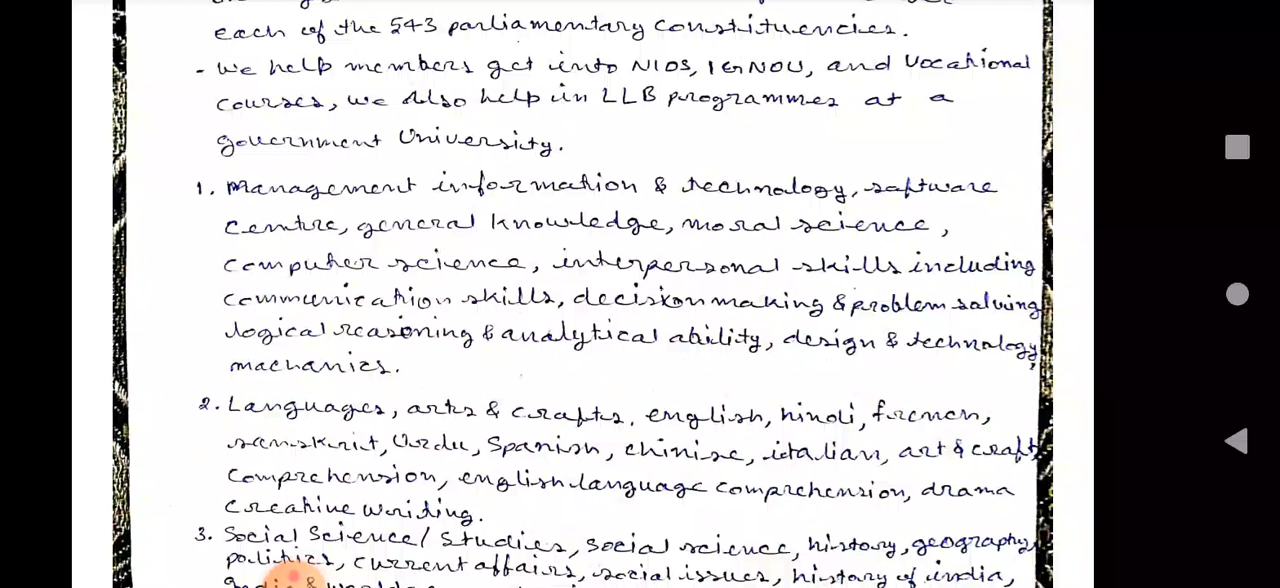 each of the 543 parliamentary constituencies.
- We help members get into NIOS, IGNOU, and Vocational
courses, we also help in LLB programmes at a
government University.
1. Management information & technology, software
centre, general knowledge, moral science,
computer science, interpersonal skills including
communication skills, decision making & problem solving
logical reasoning & analytical ability, design & technology,
machanics.
2. Languages, arts & crafts, english, hindi, french,
sanskrit, Urdu, Spanish, chinise, italian, art & craft
comprehension, english language comprehension, drama
creative writing.
3. Social Science/ Studies, social science, history, geography,
politics, current affairs, social issues, history of india,